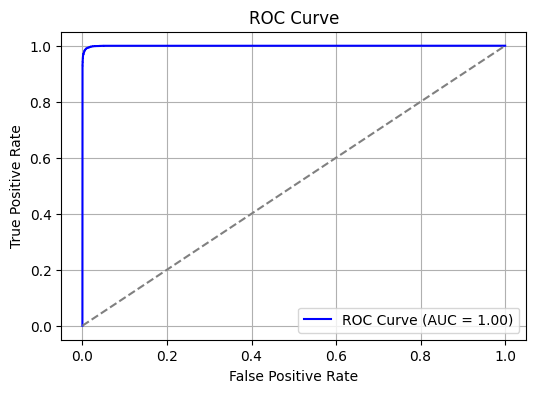 ROC Curve
True Positive Rate
1.0
0.8
0.6
0.4
0.2
0.0
ROC Curve (AUC = 1.00)
0.0 0.2 0.4 0.6 0.8 1.0
False Positive Rate